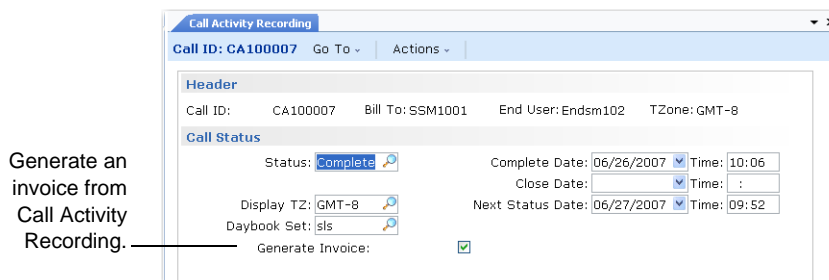 Call Activity Recording
Call ID: CA100007 Go To Actions
Header
Call ID: CA100007 Bill To: SSM1001 End User: Endsm102 TZone: GMT-8
Call Status
Status: Complete Complete Date: 06/26/2007 Time: 10:06
Close Date: Time: :
Display TZ: GMT-8 Next Status Date: 06/27/2007 Time: 09:52
Daybook Set: sls
Generate Invoice:
Generate an
invoice from
Call Activity
Recording.